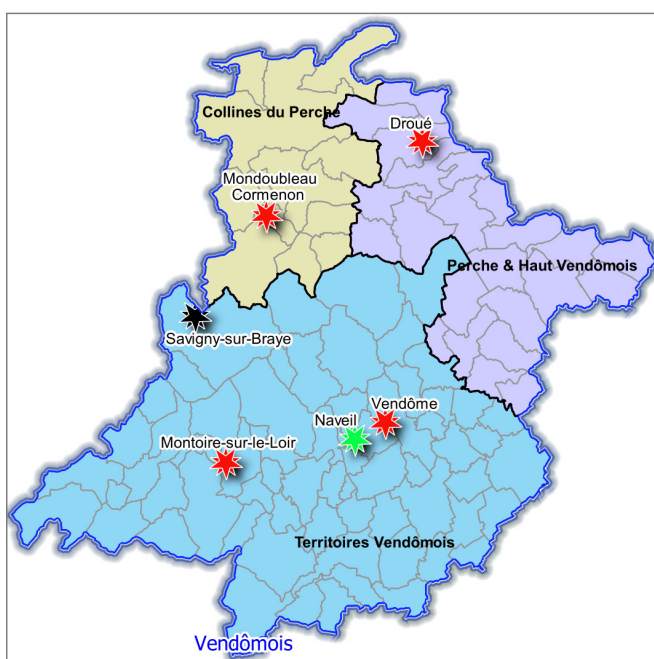 Collines du Perche
Droué
Mondoubleau
Cormenon
Perche & Haut Vendômois
Savigny-sur-Braye
Vendôme
Naveil
Montoire-sur-le-Loir
Territoires Vendômois
Vendômois